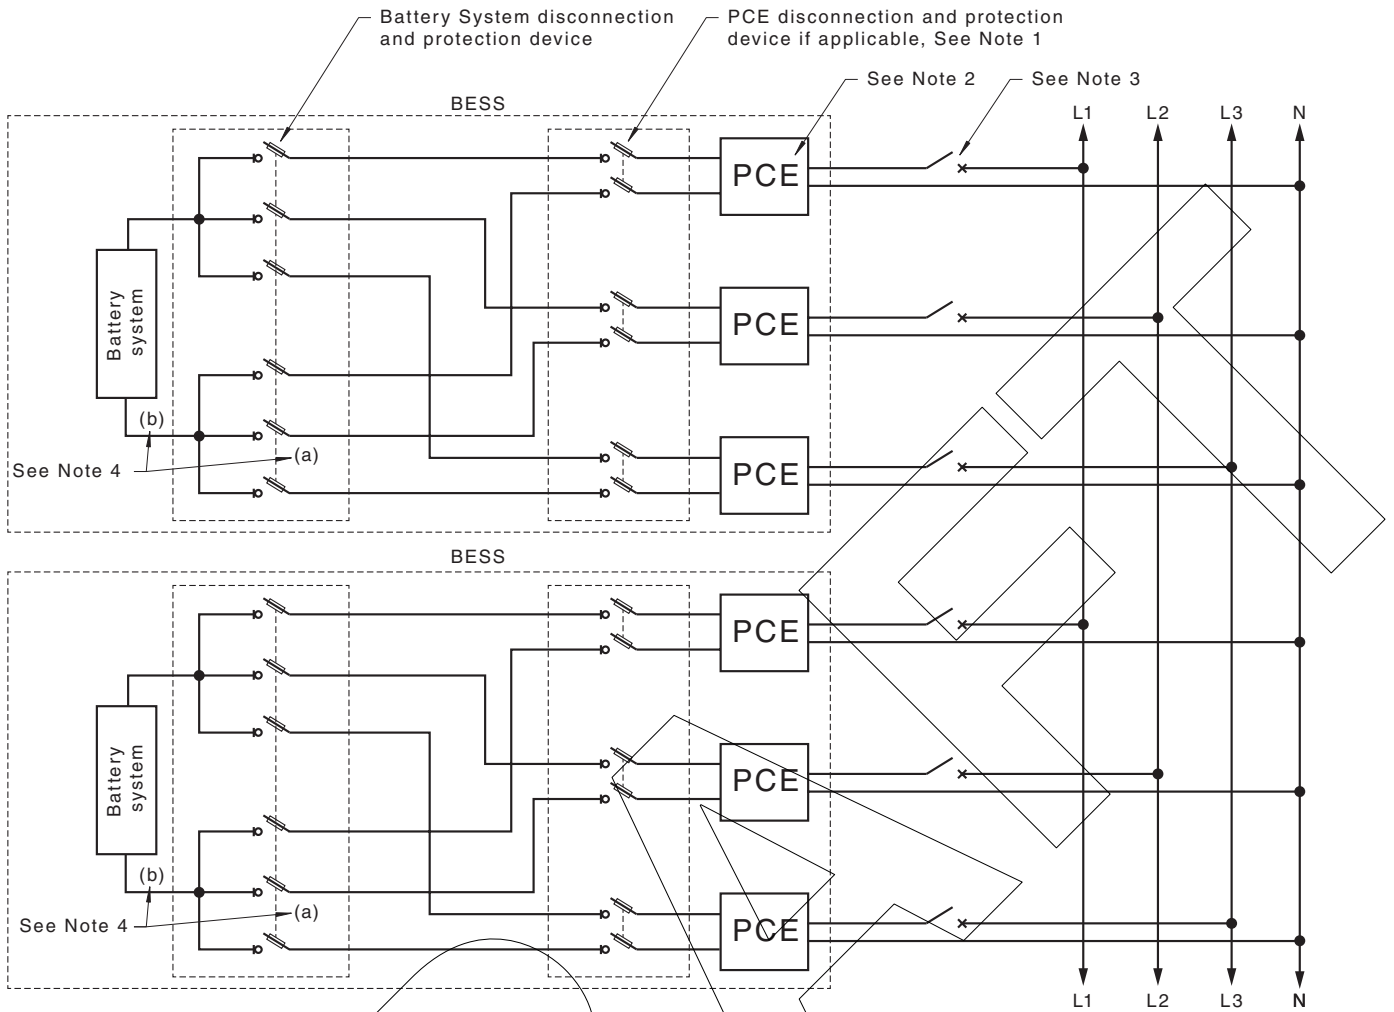 Battery System disconnection
and protection device
PCE disconnection and protection
device if applicable, See Note 1
See Note 2
See Note 3
BESS
L1
L2
L3
N
PCE
Battery
system
PCE
(b)
(a)
See Note 4
PCE
BESS
PCE
Battery
system
PCE
(b)
(a)
See Note 4
PCE
L1
L2
L3
N